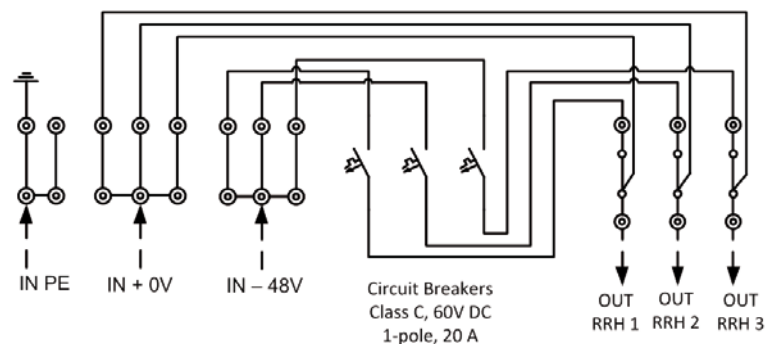 IN PE
IN + 0V
IN – 48V
Circuit Breakers
Class C, 60V DC
1-pole, 20 A
OUT
RRH 1
OUT
RRH 2
OUT
RRH 3